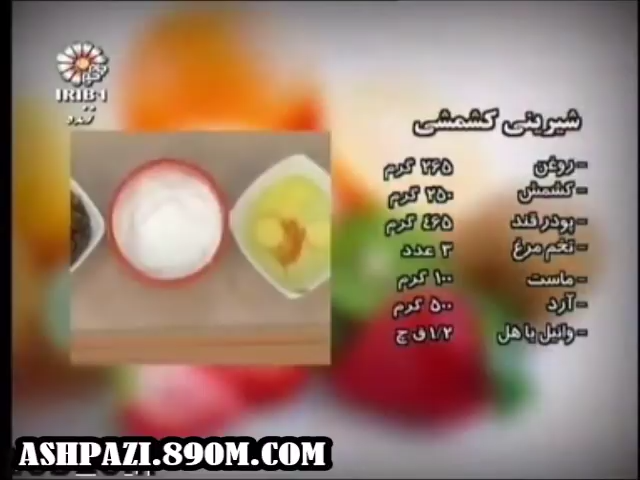 IRIB1
شیرینی کشمشی
- روغن ۲۶۵ گرم
- کشمش ۲۵۰ گرم
- پودر قند ۴۶۵ گرم
- تخم مرغ ۳ عدد
- ماست ۱۰۰ گرم
- آرد ۵۰۰ گرم
- وانیل یا هل ۱/۲ ق چ
ASHPAZI.890M.COM